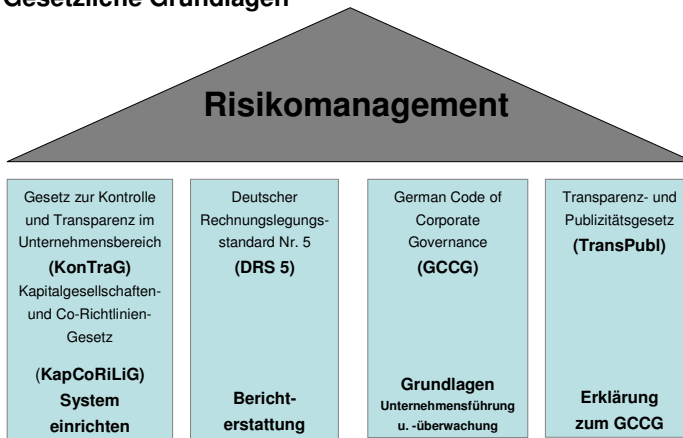 Gesetzliche Grundlagen
Risikomanagement
Gesetz zur Kontrolle
und Transparenz im
Unternehmensbereich
(KonTraG)
Kapitalgesellschaften-
und Co-Richtlinien-
Gesetz
(KapCoRiLiG)
System
einrichten
Deutscher
Rechnungslegungs-
standard Nr. 5
(DRS 5)
Bericht-
erstattung
German Code of
Corporate
Governance
(GCCG)
Grundlagen
Unternehmensführung
u. -überwachung
Transparenz- und
Publizitätsgesetz
(TransPubl)
Erklärung
zum GCCG